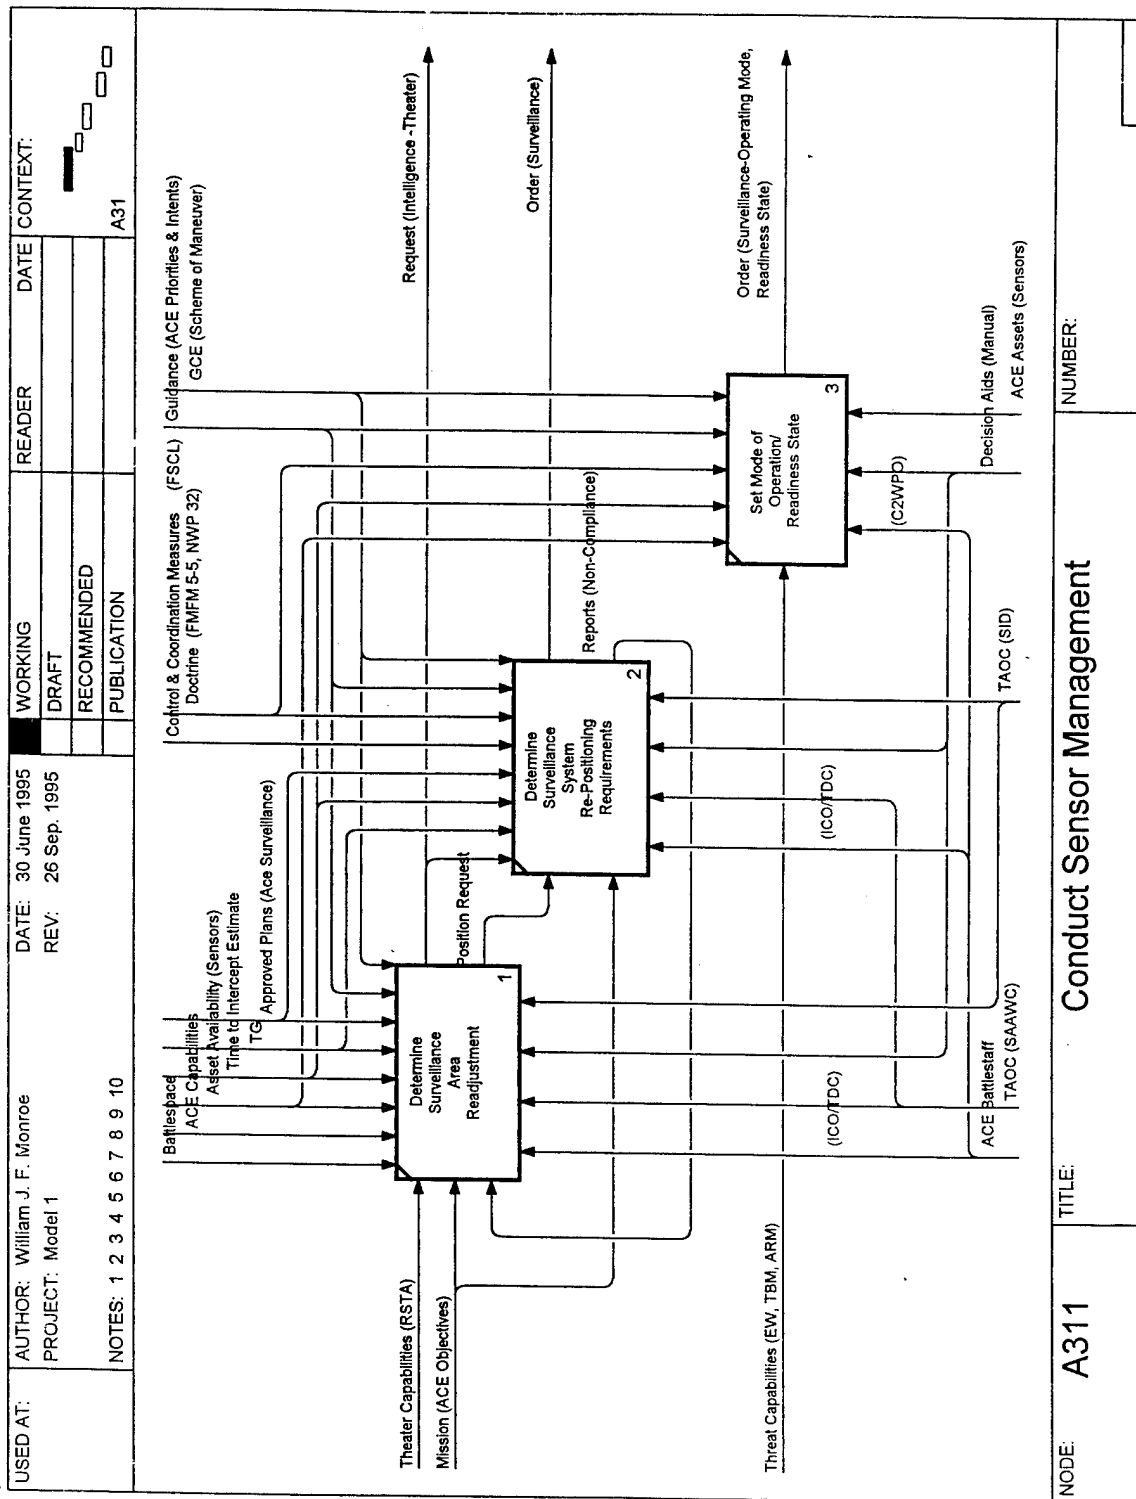 USED AT:
AUTHOR: William J. F. Monroe
PROJECT: Model 1
NOTES: 1 2 3 4 5 6 7 8 9 10
DATE: 30 June 1995
REV: 26 Sep. 1995
WORKING
DRAFT
RECOMMENDED
PUBLICATION
READER
DATE
CONTEXT:
A31
Battlespace
ACE Capabilities
Asset Availability (Sensors)
Time to Intercept Estimate
TG
Approved Plans (Ace Surveillance)
Control & Coordination Measures (FSCL)
Doctrine (FMFM 5-5, NWP 32)
Guidance (ACE Priorities & Intents)
GCE (Scheme of Maneuver)
Theater Capabilities (RSTA)
Mission (ACE Objectives)
Threat Capabilities (EW, TBM, ARM)
Determine
Surveillance
Area
Readjustment
1
Position Request
Determine
Surveillance
System
Re-Positioning
Requirements
2
Reports (Non-Compliance)
Set Mode of
Operation/
Readiness State
3
Request (Intelligence -Theater)
Order (Surveillance)
Order (Surveillance-Operating Mode,
Readiness State)
(ICO/TDC)
(ICO/TDC)
(C2WPO)
ACE Battlestaff
TAOC (SAAWC)
TAOC (SID)
Decision Aids (Manual)
ACE Assets (Sensors)
NODE:
A311
TITLE:
Conduct Sensor Management
NUMBER: